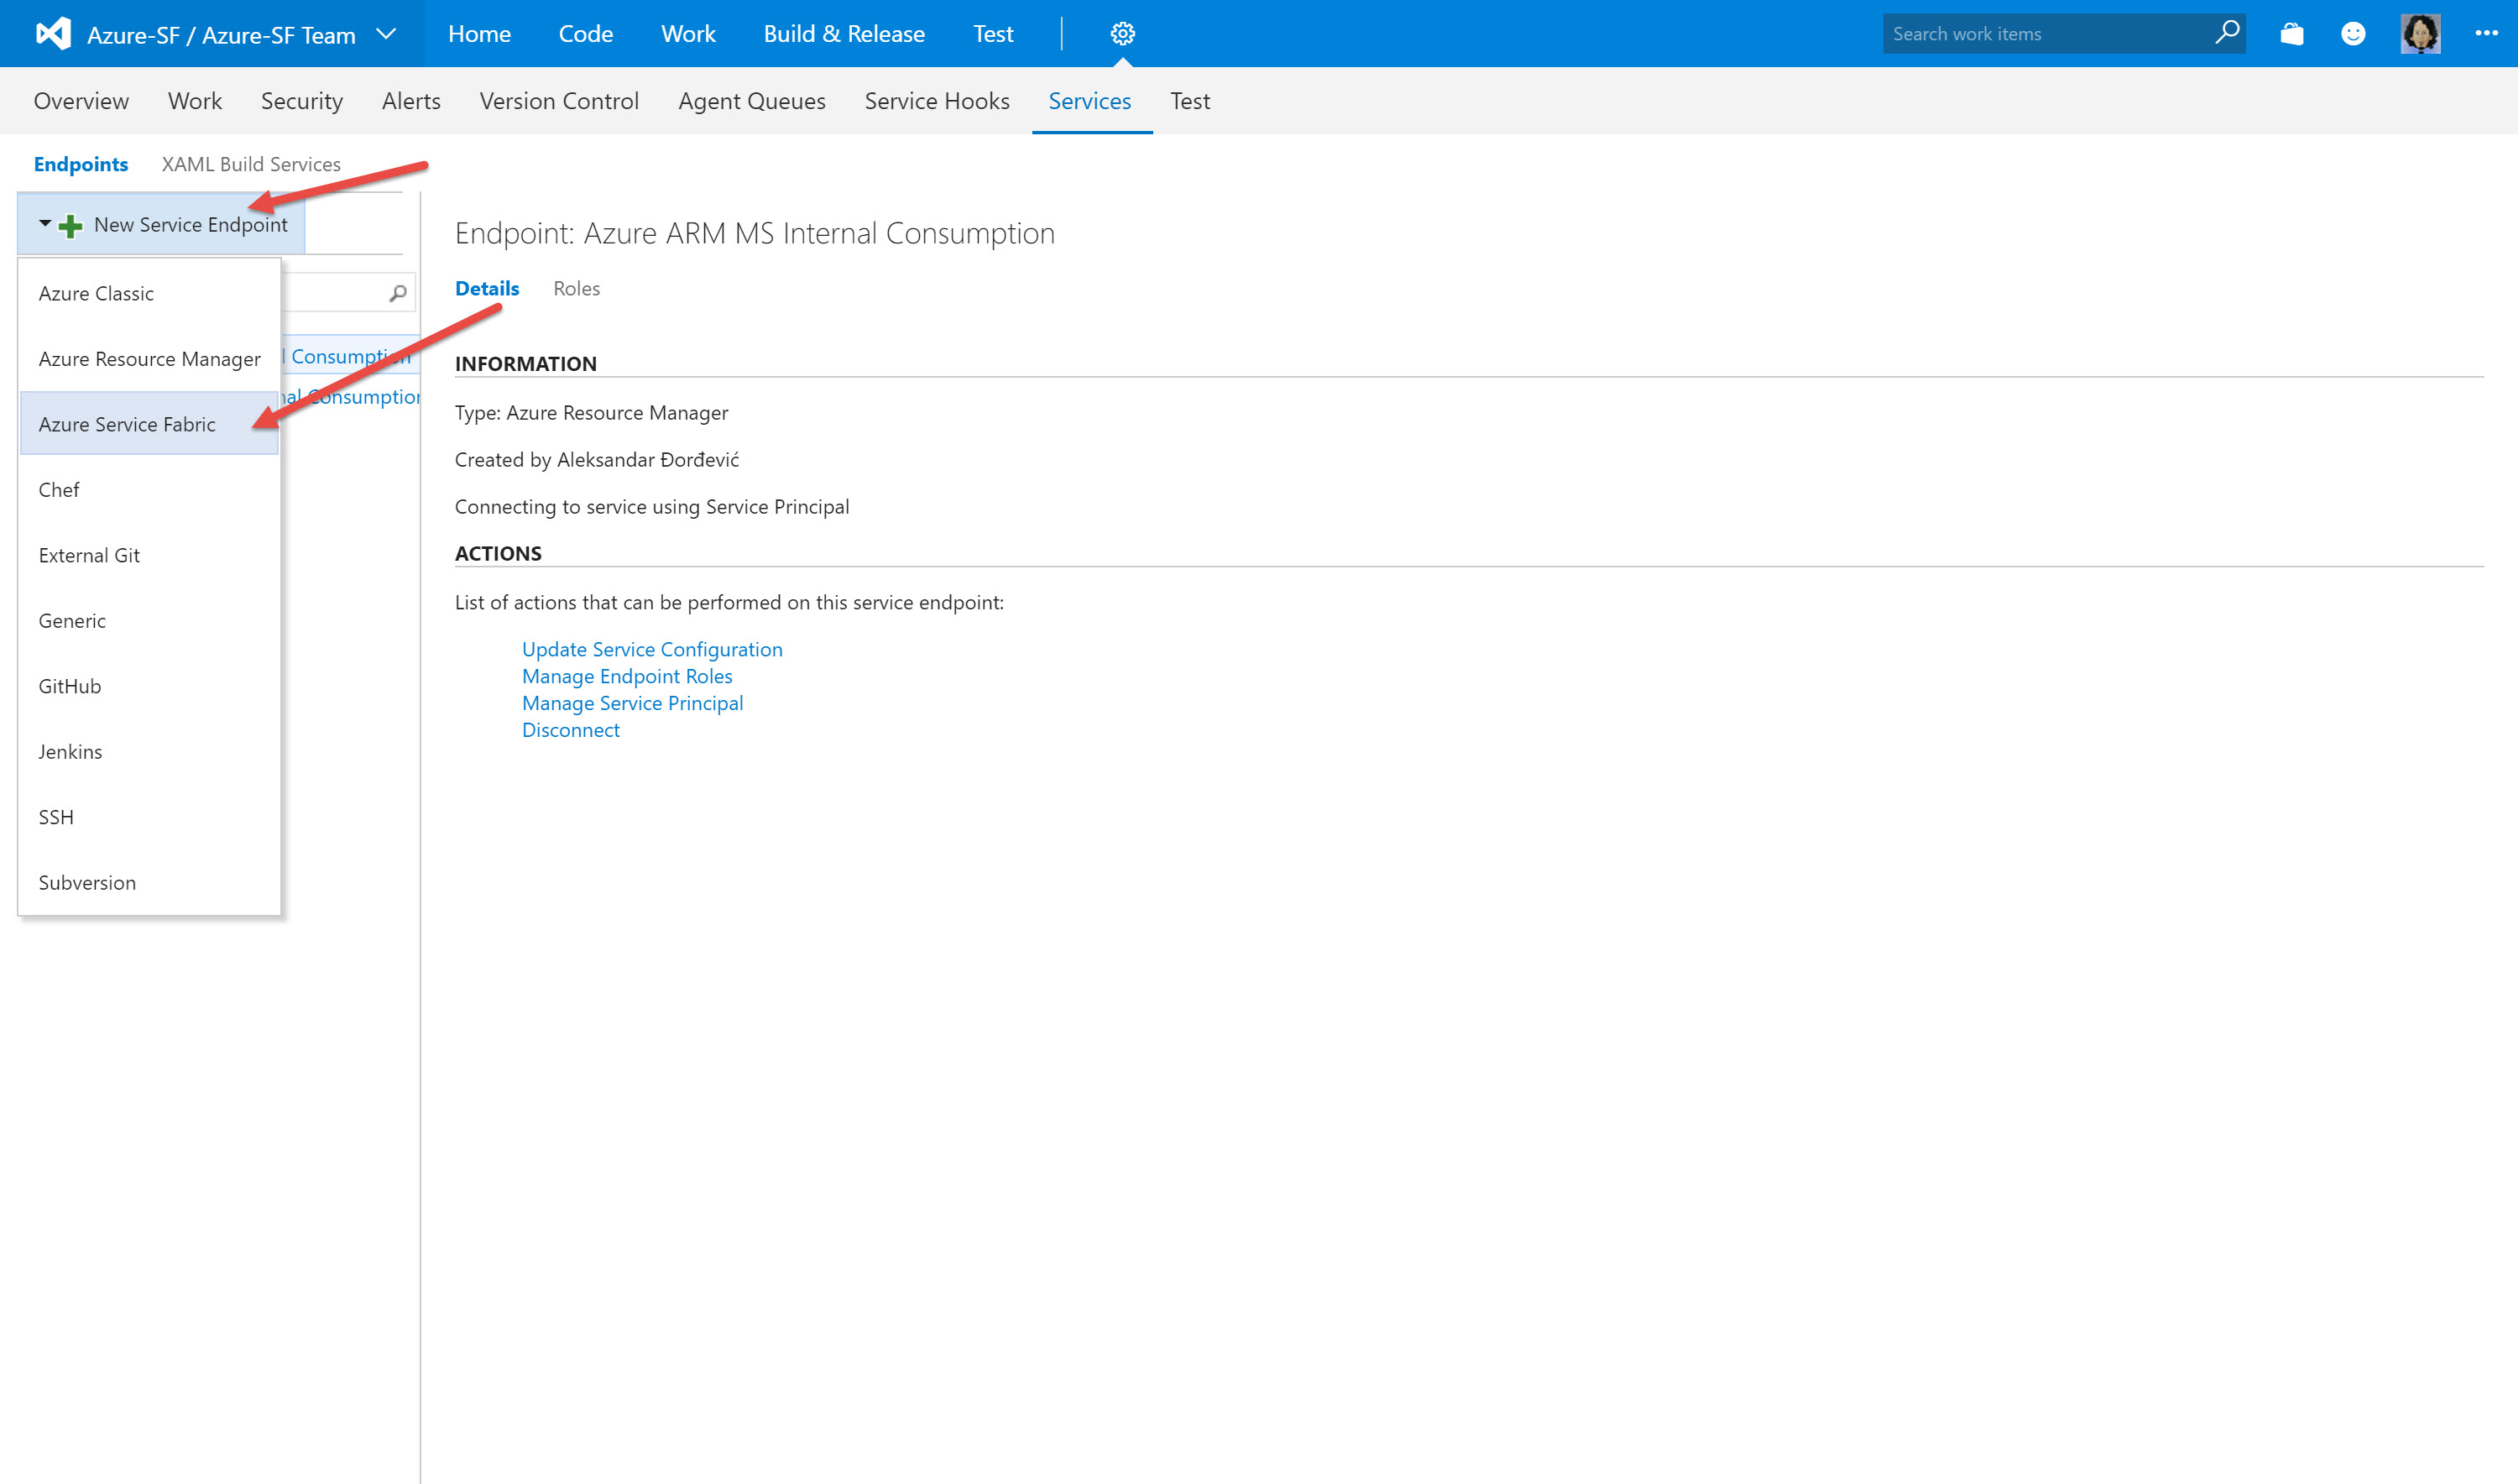 Azure-SF / Azure-SF Team
Home Code Work Build & Release Test
Search work items
Overview Work Security Alerts Version Control Agent Queues Service Hooks Services Test
Endpoints XAML Build Services
New Service Endpoint
Azure Classic
Azure Resource Manager
Azure Service Fabric
Chef
External Git
Generic
GitHub
Jenkins
SSH
Subversion
l Consumption
nal Consumption
Endpoint: Azure ARM MS Internal Consumption
Details Roles
INFORMATION
Type: Azure Resource Manager
Created by Aleksandar Đorđević
Connecting to service using Service Principal
ACTIONS
List of actions that can be performed on this service endpoint:
Update Service Configuration
Manage Endpoint Roles
Manage Service Principal
Disconnect